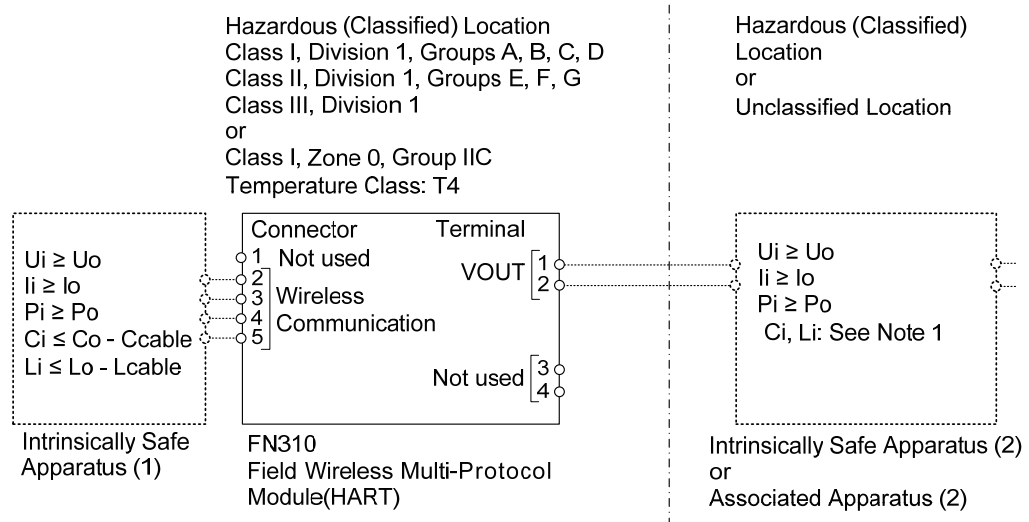 Hazardous (Classified) Location
Class I, Division 1, Groups A, B, C, D
Class II, Division 1, Groups E, F, G
Class III, Division 1
or
Class I, Zone 0, Group IIC
Temperature Class: T4
Hazardous (Classified)
Location
or
Unclassified Location
Ui ≥ Uo
Ii ≥ Io
Pi ≥ Po
Ci ≤ Co - Ccable
Li ≤ Lo - Lcable
Intrinsically Safe
Apparatus (1)
Connector
1 Not used
2
3 Wireless
4 Communication
5
Terminal
VOUT 1
2
Not used 3
4
FN310
Field Wireless Multi-Protocol
Module(HART)
Ui ≥ Uo
Ii ≥ Io
Pi ≥ Po
Ci, Li: See Note 1
Intrinsically Safe Apparatus (2)
or
Associated Apparatus (2)